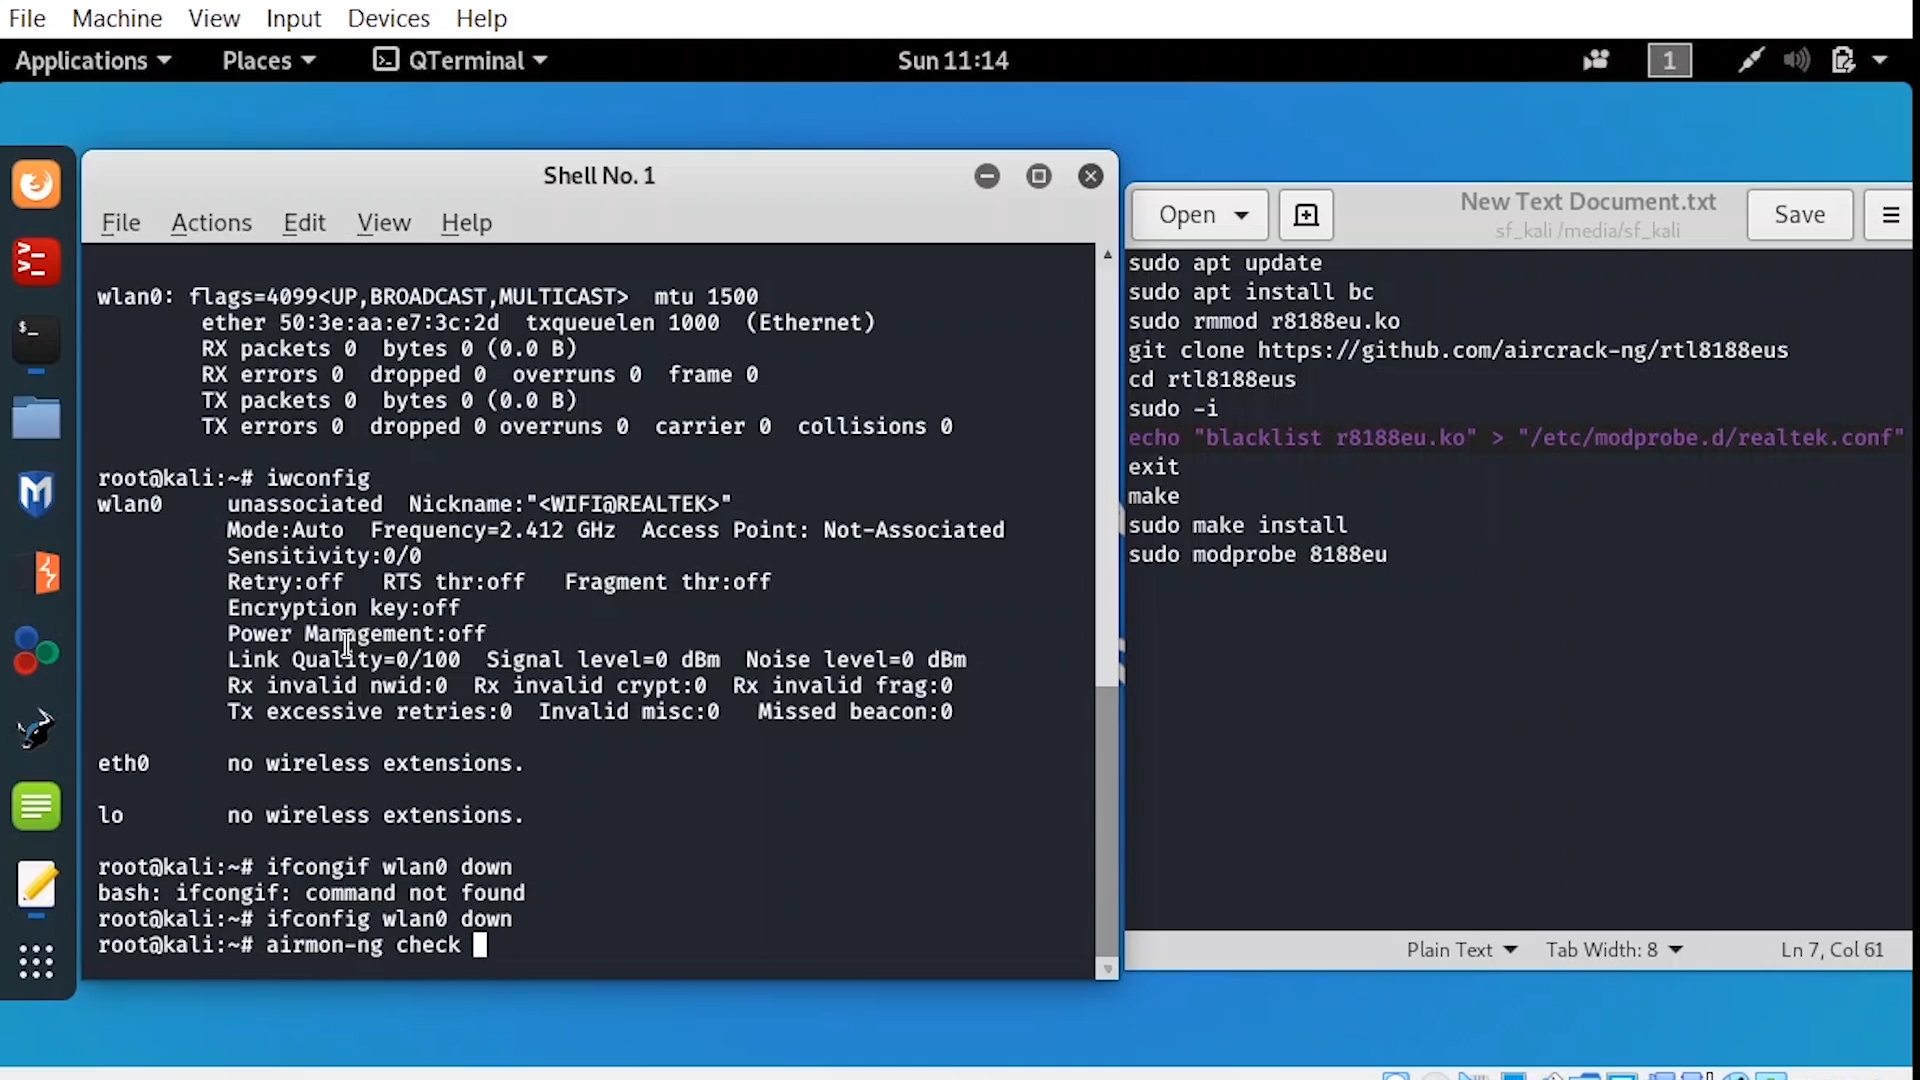 File Machine View Input Devices Help
Applications Places QTerminal Sun 11:14 1
Shell No. 1
File Actions Edit View Help
wlan0: flags=4099<UP,BROADCAST,MULTICAST>  mtu 1500
        ether 50:3e:aa:e7:3c:2d  txqueuelen 1000  (Ethernet)
        RX packets 0  bytes 0 (0.0 B)
        RX errors 0  dropped 0  overruns 0  frame 0
        TX packets 0  bytes 0 (0.0 B)
        TX errors 0  dropped 0 overruns 0  carrier 0  collisions 0
root@kali:~# iwconfig
wlan0     unassociated  Nickname:"<WIFI@REALTEK>"
          Mode:Auto  Frequency=2.412 GHz  Access Point: Not-Associated
          Sensitivity:0/0
          Retry:off   RTS thr:off   Fragment thr:off
          Encryption key:off
          Power Management:off
          Link Quality=0/100  Signal level=0 dBm  Noise level=0 dBm
          Rx invalid nwid:0  Rx invalid crypt:0  Rx invalid frag:0
          Tx excessive retries:0  Invalid misc:0   Missed beacon:0
eth0      no wireless extensions.
lo        no wireless extensions.
root@kali:~# ifcongif wlan0 down
bash: ifcongif: command not found
root@kali:~# ifconfig wlan0 down
root@kali:~# airmon-ng check
Open New Text Document.txt Save
sf_kali /media/sf_kali
sudo apt update
sudo apt install bc
sudo rmmod r8188eu.ko
git clone https://github.com/aircrack-ng/rtl8188eus
cd rtl8188eus
sudo -i
echo "blacklist r8188eu.ko" > "/etc/modprobe.d/realtek.conf"
exit
make
sudo make install
sudo modprobe 8188eu
Plain Text Tab Width: 8 Ln 7, Col 61